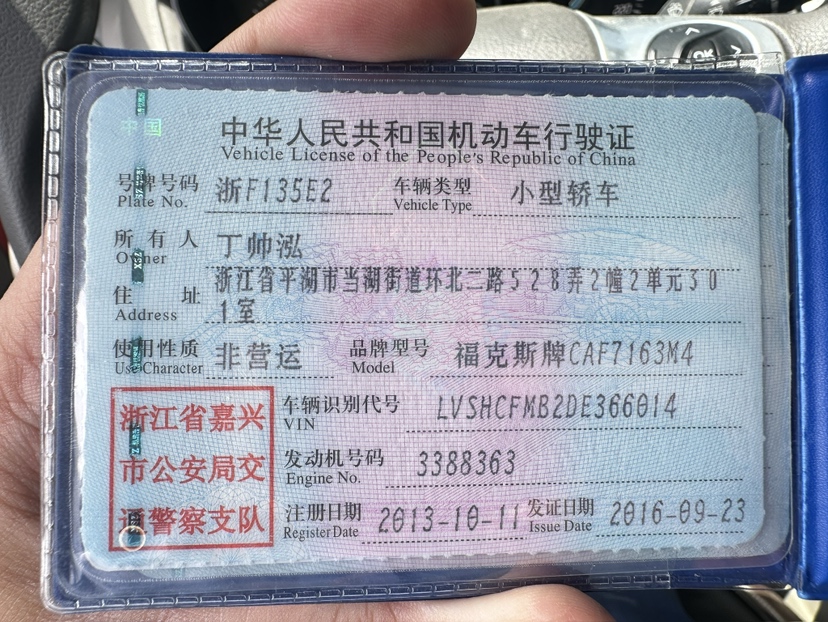 中国
中华人民共和国机动车行驶证
Vehicle License of the People's Republic of China
号牌号码 浙F135E2 车辆类型 小型轿车
Plate No. Vehicle Type
所有人 丁帅泓
Owner
住址 浙江省平湖市当湖街道环北二路528弄2幢2单元30
Address 1室
使用性质 非营运 品牌型号 福克斯牌CAF7163M4
Use Character Model
浙江省嘉兴
市公安局交
通警察支队
车辆识别代号 LVSHCFMB2DE366014
VIN
发动机号码 3388363
Engine No.
注册日期 2013-10-11 发证日期 2016-09-23
Register Date Issue Date
OK